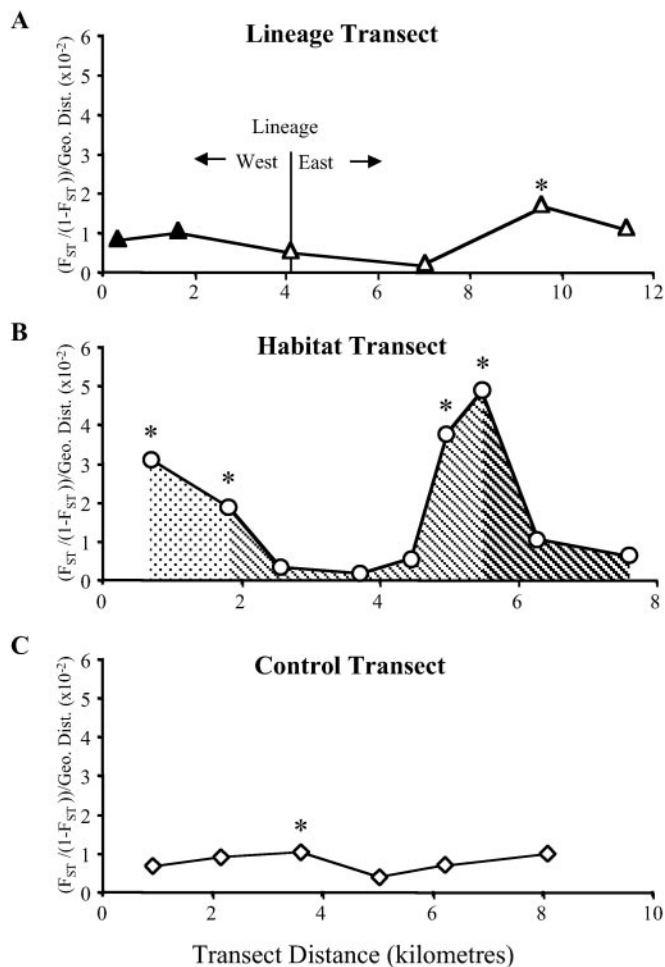 A
Lineage Transect
(F_ST /(1-F_ST ))/Geo. Dist. (x10^-2)
6
5
4
3
2
1
0
Lineage
West East
*
0 2 4 6 8 10 12
B
Habitat Transect
(F_ST /(1-F_ST ))/Geo. Dist. (x10^-2)
6
5
4
3
2
1
0
* * * *
0 2 4 6 8
C
Control Transect
(F_ST /(1-F_ST ))/Geo. Dist. (x10^-2)
6
5
4
3
2
1
0
*
0 2 4 6 8 10
Transect Distance (kilometres)